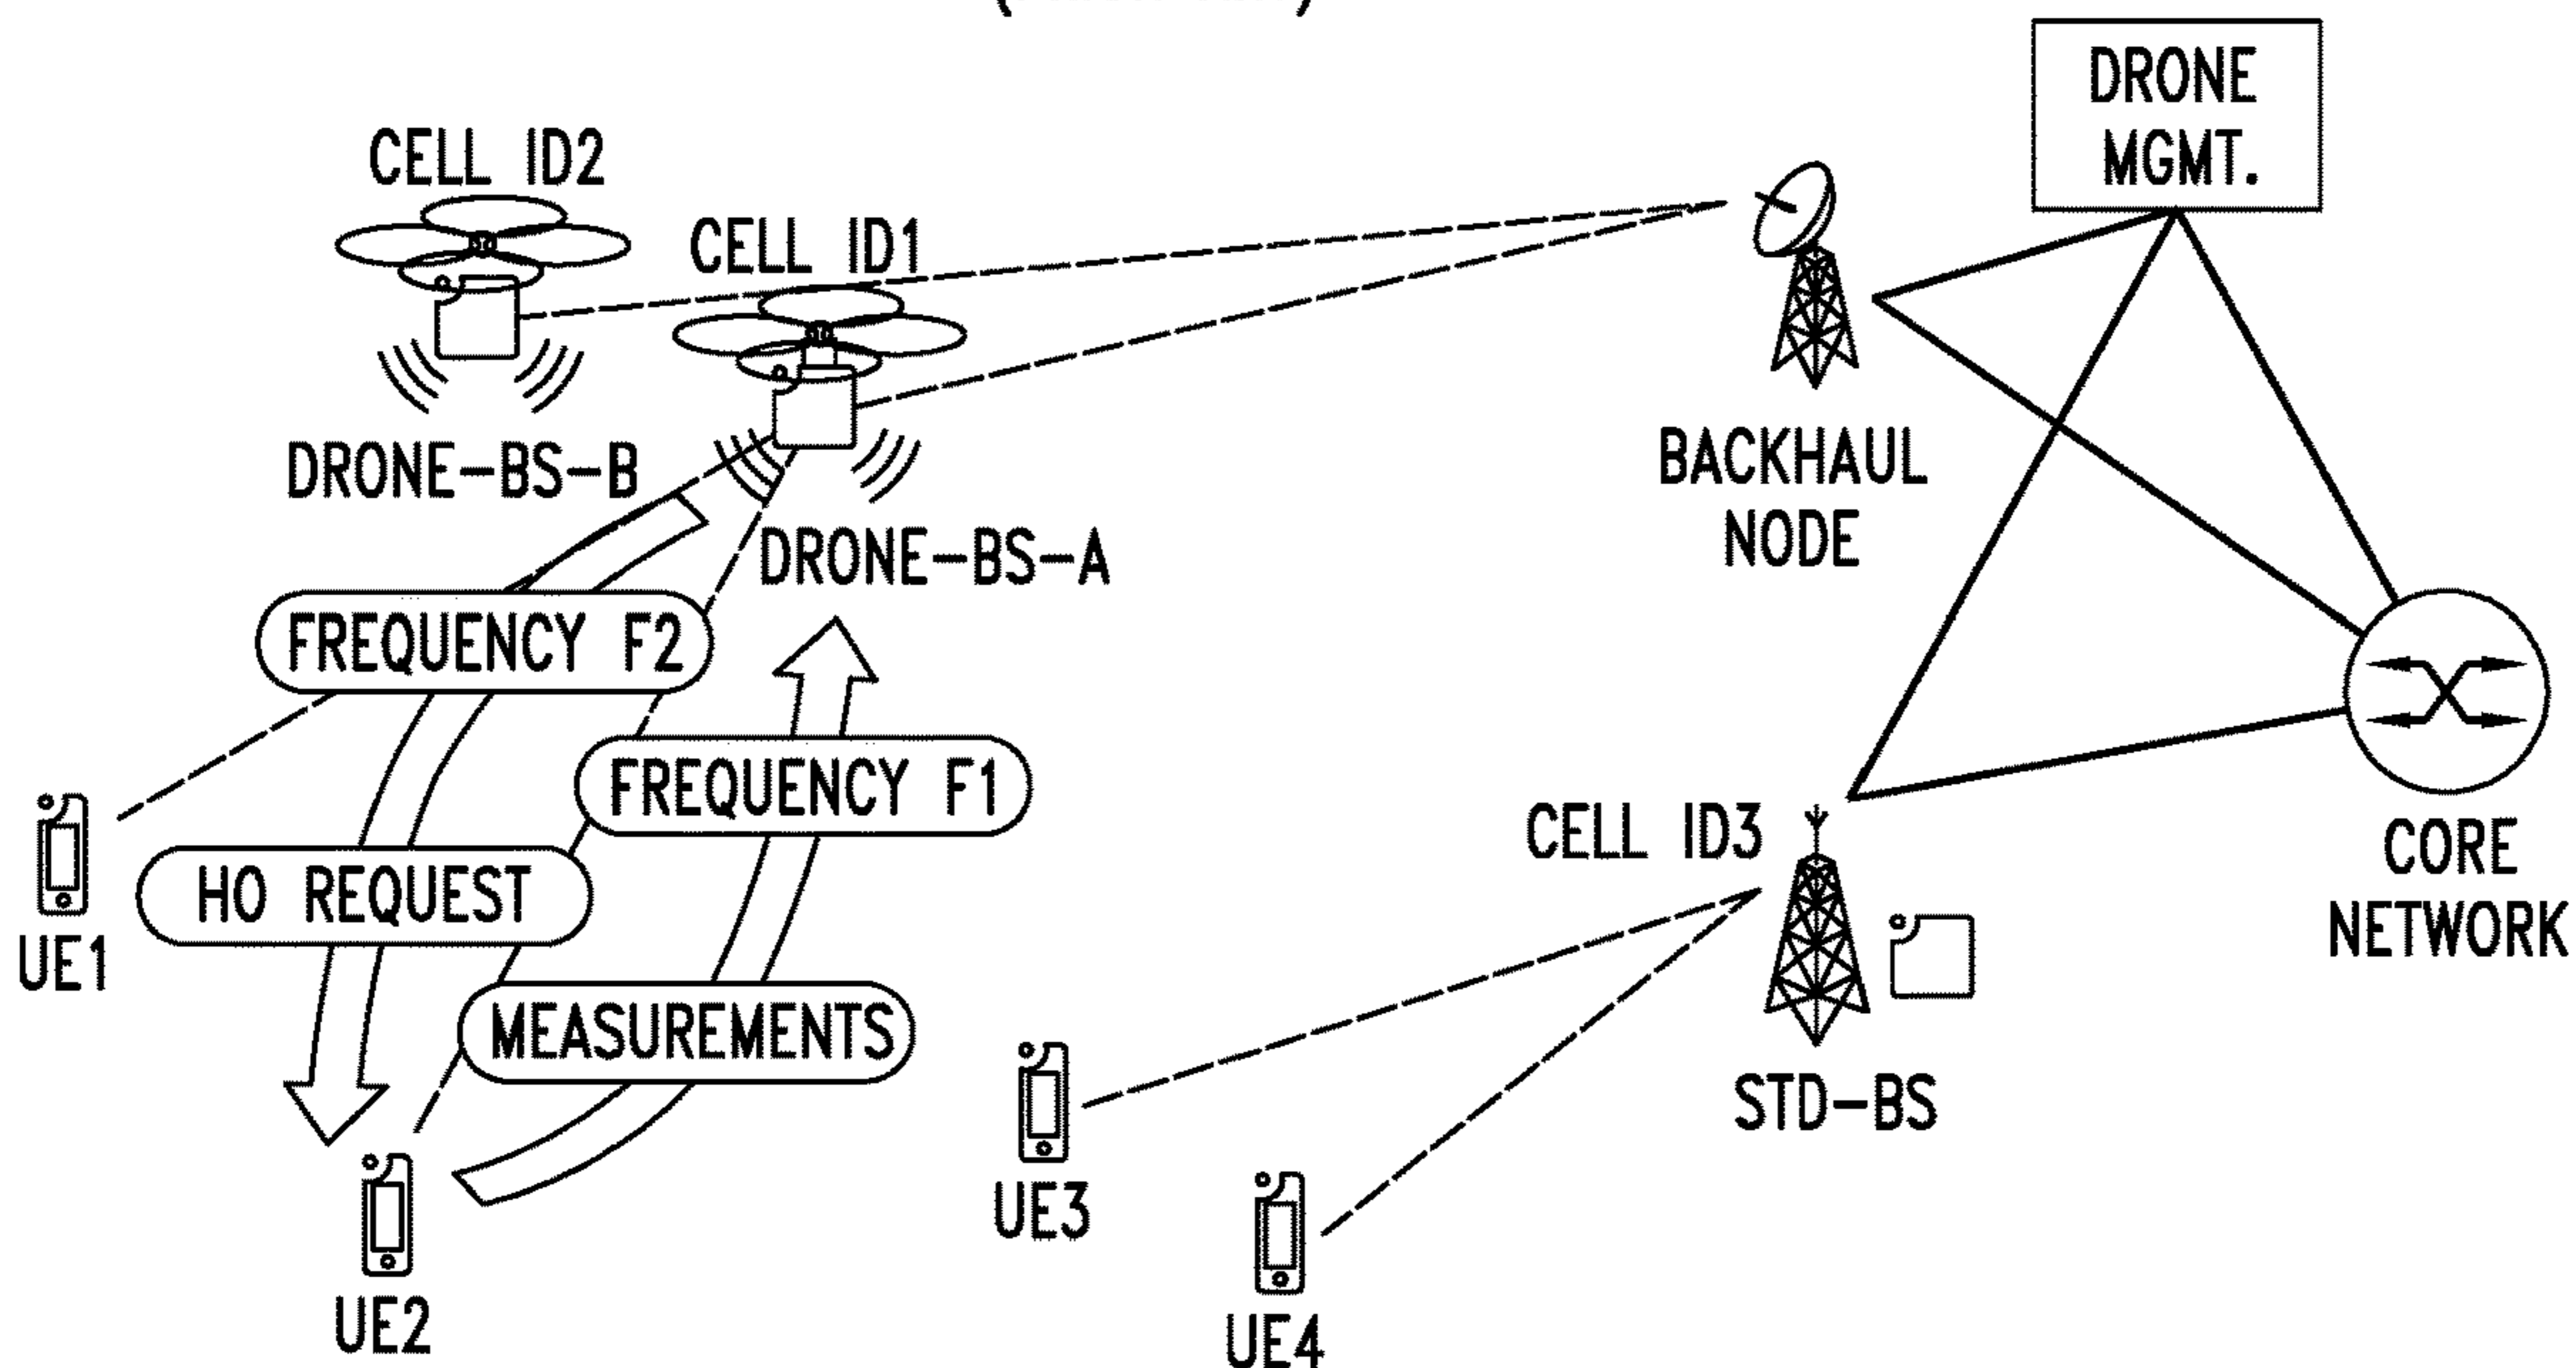 DRONE
MGMT.
CELL ID2
CELL ID1
DRONE-BS-B
BACKHAUL
NODE
DRONE-BS-A
FREQUENCY F2
FREQUENCY F1
CELL ID3
CORE
NETWORK
HO REQUEST
UE1
MEASUREMENTS
STD-BS
UE3
UE2
UE4